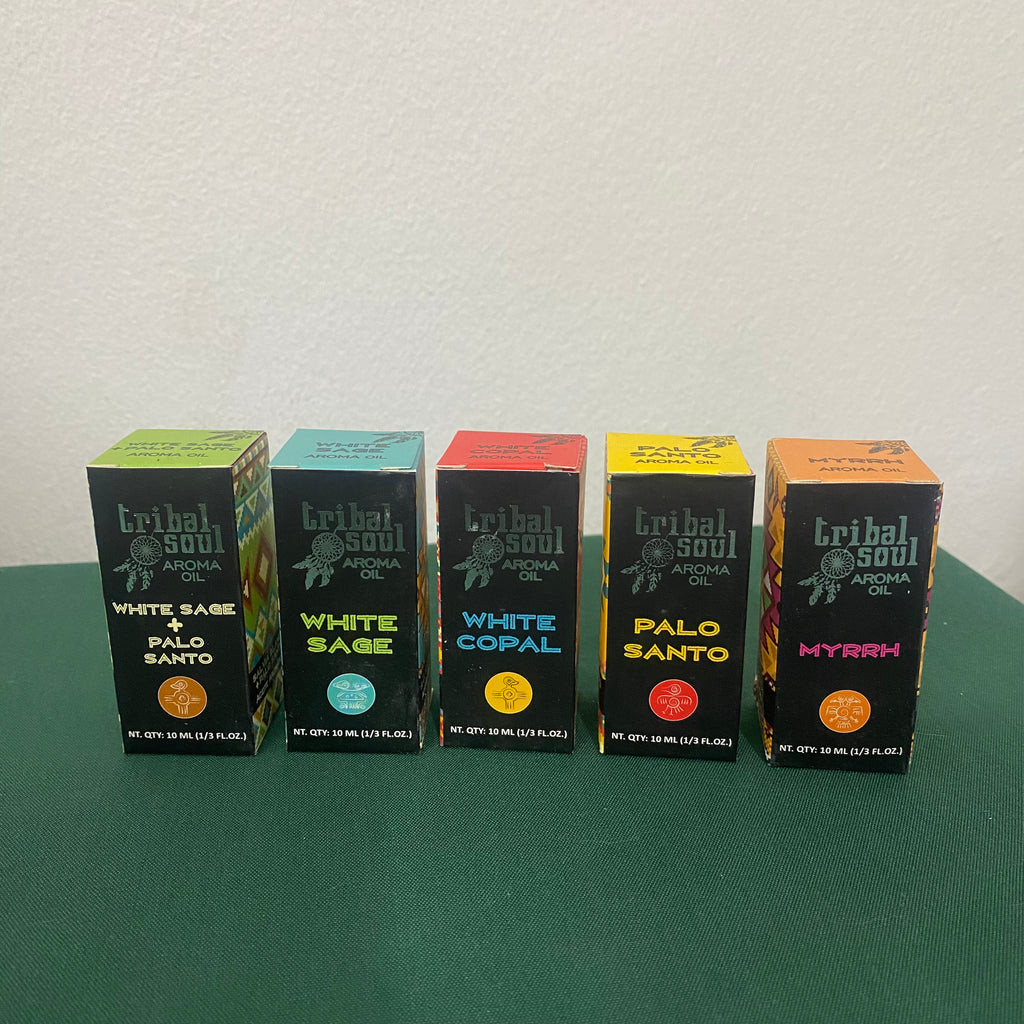 WHITE SAGE
+PALO SANTO
AROMA OIL
tribal
soul
AROMA
OIL
WHITE SAGE
+
PALO
SANTO
NT. QTY: 10 ML (1/3 FL.OZ.)
WHITE
SAGE
AROMA OIL
tribal
soul
AROMA
OIL
WHITE
SAGE
NT. QTY: 10 ML (1/3 FL.OZ.)
WHITE
COPAL
AROMA OIL
tribal
soul
AROMA
OIL
WHITE
COPAL
NT. QTY: 10 ML (1/3 FL.OZ.)
PALO
SANTO
AROMA OIL
tribal
soul
AROMA
OIL
PALO
SANTO
NT. QTY: 10 ML (1/3 FL.OZ.)
MYRRH
AROMA OIL
tribal
soul
AROMA
OIL
MYRRH
NT. QTY: 10 ML (1/3 FL.OZ.)